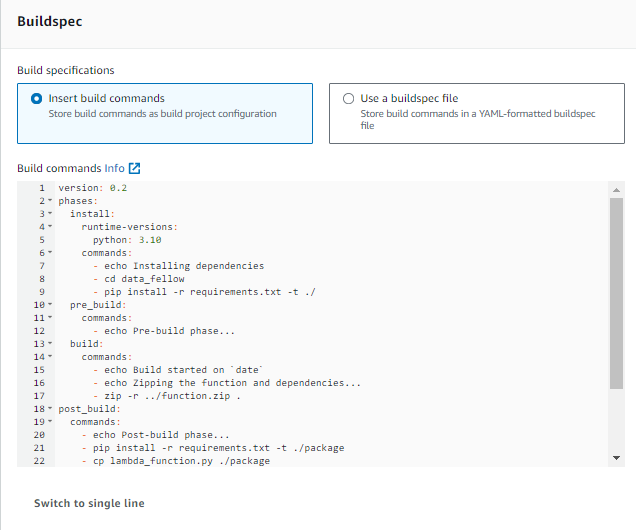 Buildspec
Build specifications
Insert build commands
Store build commands as build project configuration
Use a buildspec file
Store build commands in a YAML-formatted buildspec
file
Build commands Info
1 version: 0.2
2 phases:
3   install:
4     runtime-versions:
5       python: 3.10
6     commands:
7       - echo Installing dependencies
8       - cd data_fellow
9       - pip install -r requirements.txt -t ./
10   pre_build:
11     commands:
12       - echo Pre-build phase...
13   build:
14     commands:
15       - echo Build started on `date`
16       - echo Zipping the function and dependencies...
17       - zip -r ../function.zip .
18 post_build:
19   commands:
20     - echo Post-build phase...
21     - pip install -r requirements.txt -t ./package
22     - cp lambda_function.py ./package
Switch to single line